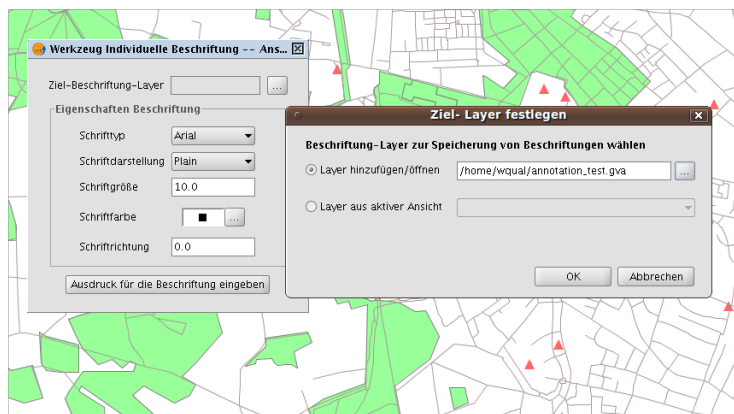 Werkzeug Individuelle Beschriftung -- Ans...
Ziel-Beschriftung-Layer
...
Eigenschaften Beschriftung
Schrifttyp
Arial
Schriftdarstellung
Plain
Schriftgröße
10.0
Schriftfarbe
...
Schriftrichtung
0.0
Ausdruck für die Beschriftung eingeben
Ziel- Layer festlegen
Beschriftung-Layer zur Speicherung von Beschriftungen wählen
Layer hinzufügen/öffnen
/home/wqual/annotation_test.gva
...
Layer aus aktiver Ansicht
OK
Abbrechen